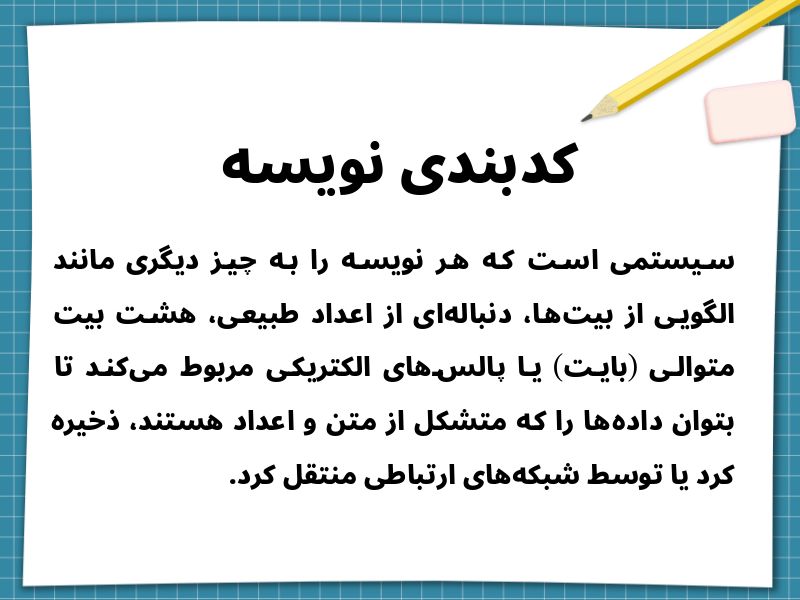 کدبندی نویسه
سیستمی است که هر نویسه را به چیز دیگری مانند
الگویی از بیت‌ها، دنباله‌ای از اعداد طبیعی، هشت بیت
متوالی (بایت) یا پالس‌های الکتریکی مربوط می‌کند تا
بتوان داده‌ها را که متشکل از متن و اعداد هستند، ذخیره
کرد یا توسط شبکه‌های ارتباطی منتقل کرد.